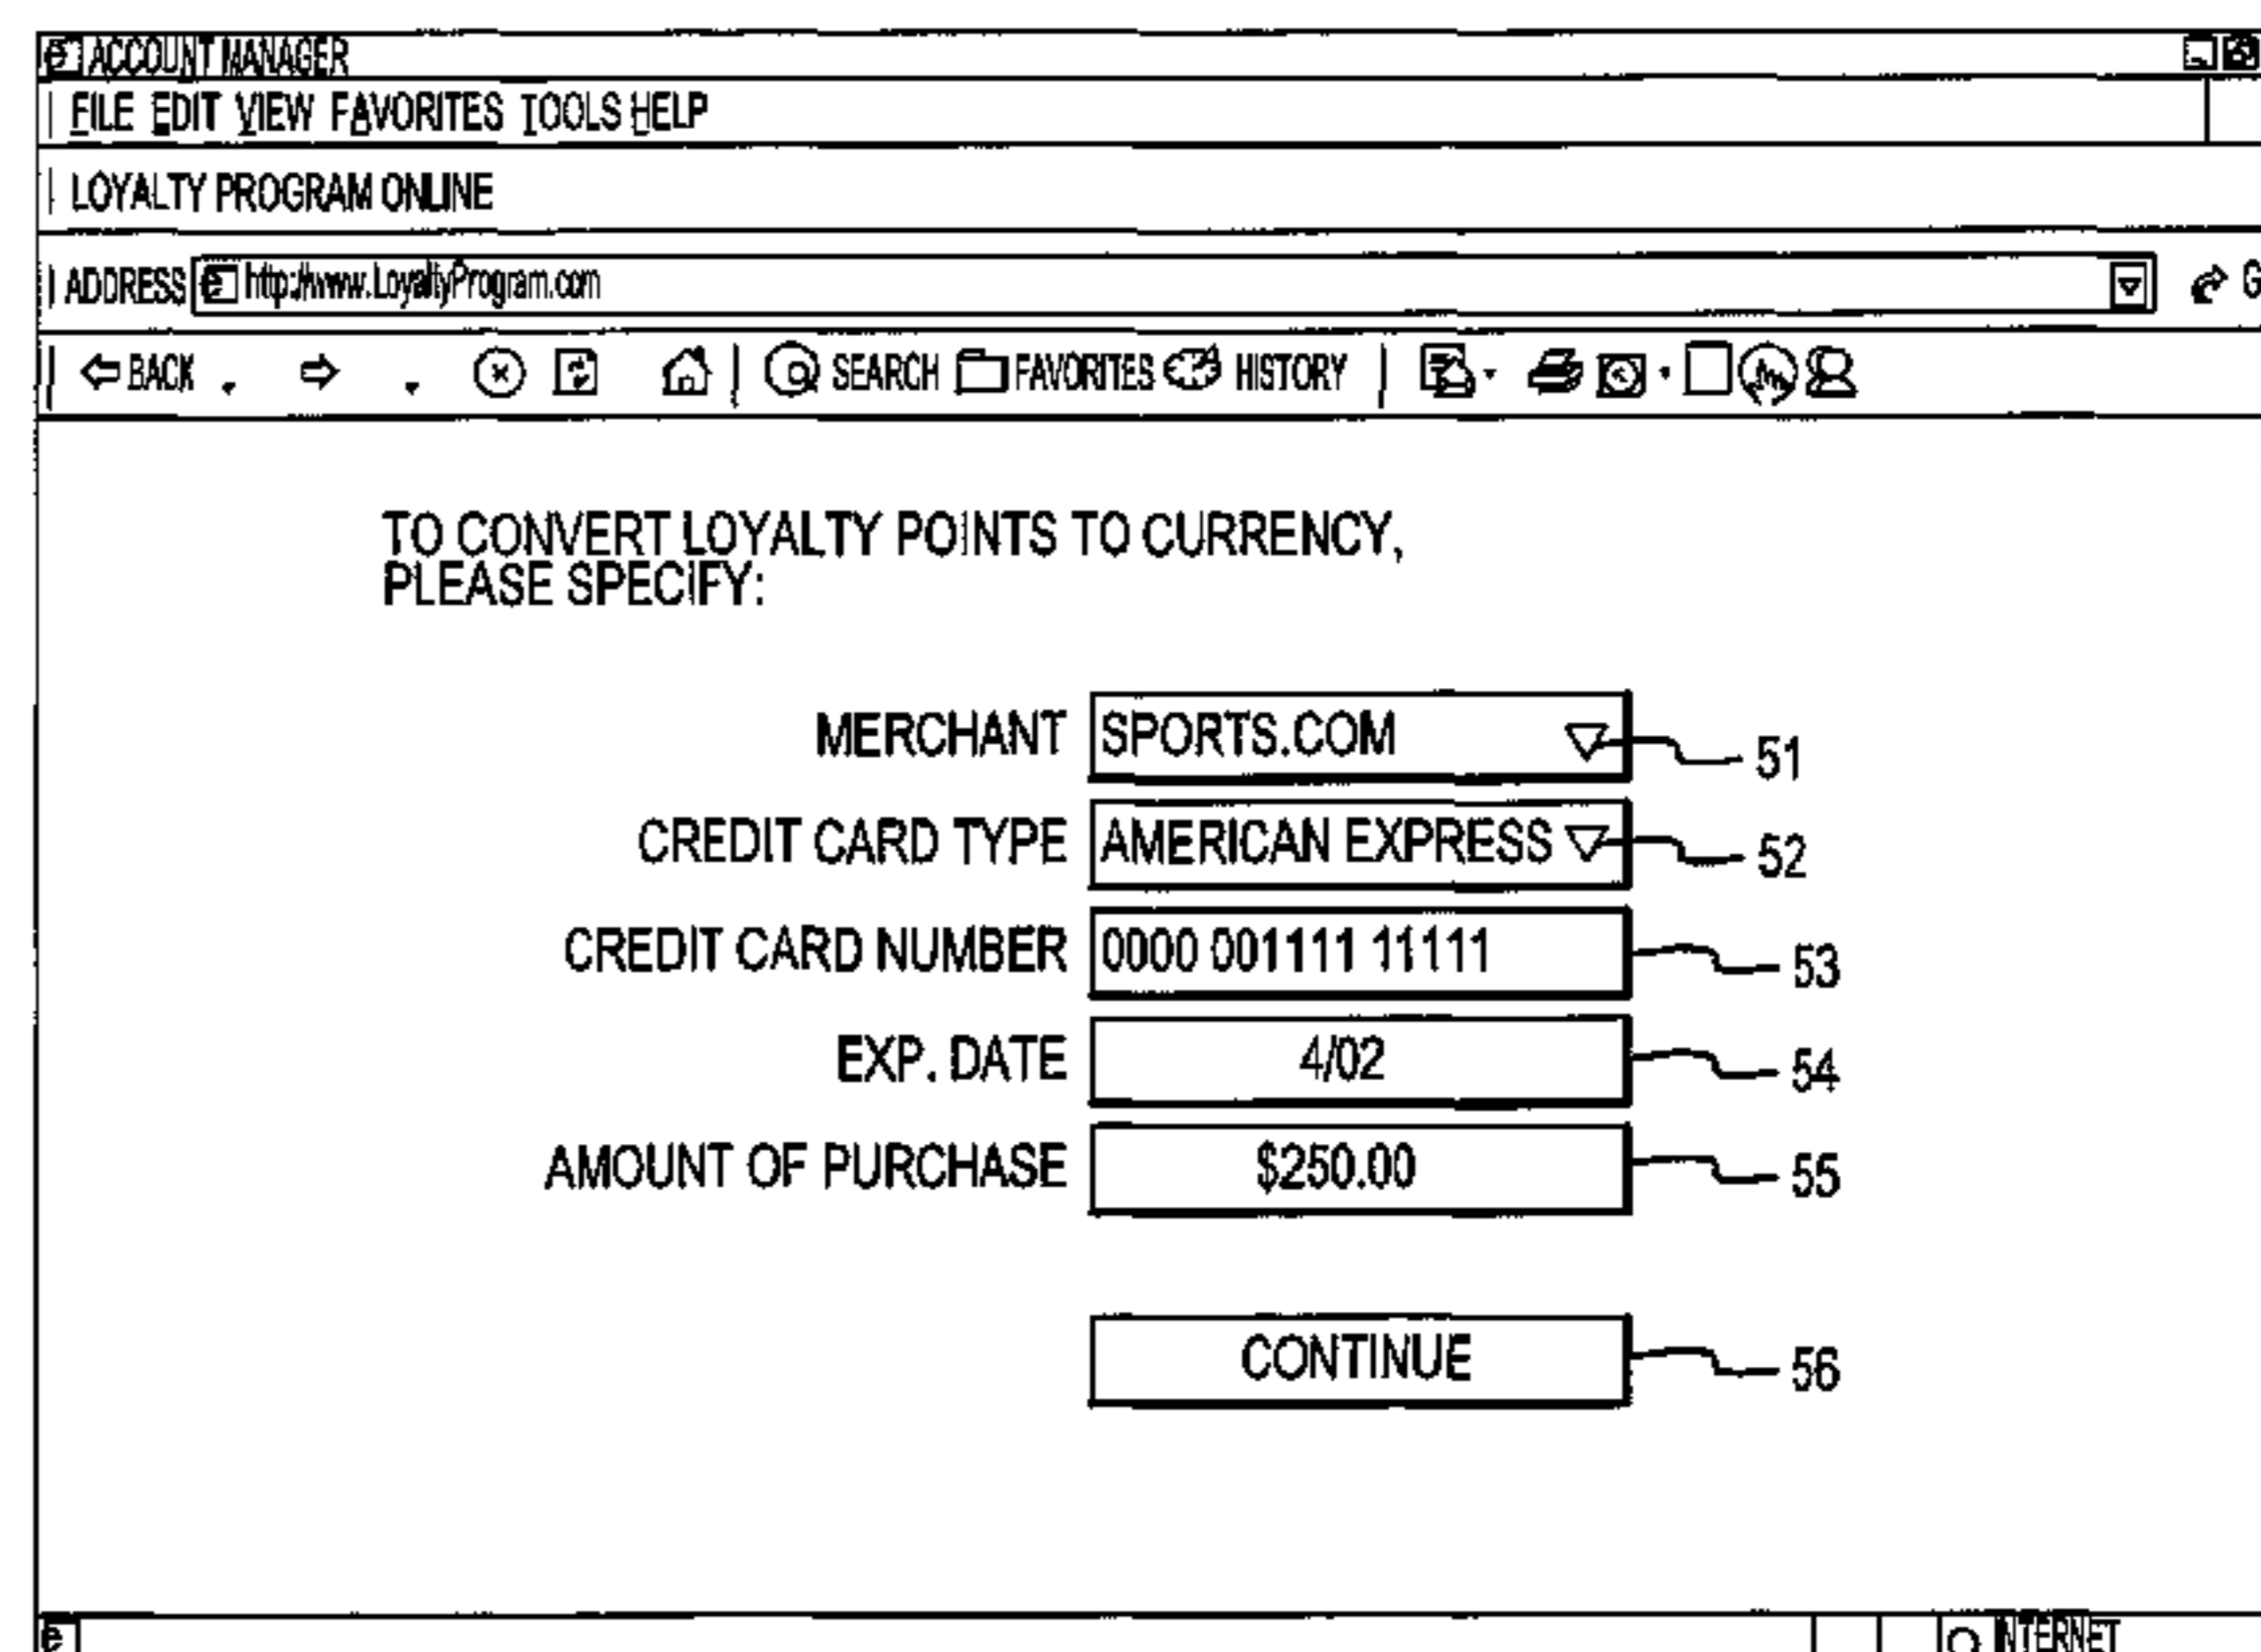 ACCOUNT MANAGER
FILE EDIT VIEW FAVORITES TOOLS HELP
LOYALTY PROGRAM ONLINE
ADDRESS http://www.LoyaltyProgram.com G
BACK SEARCH FAVORITES HISTORY
TO CONVERT LOYALTY POINTS TO CURRENCY,
PLEASE SPECIFY:
MERCHANT SPORTS.COM 51
CREDIT CARD TYPE AMERICAN EXPRESS 52
CREDIT CARD NUMBER 0000 001111 11111 53
EXP. DATE 4/02 54
AMOUNT OF PURCHASE $250.00 55
CONTINUE 56
INTERNET